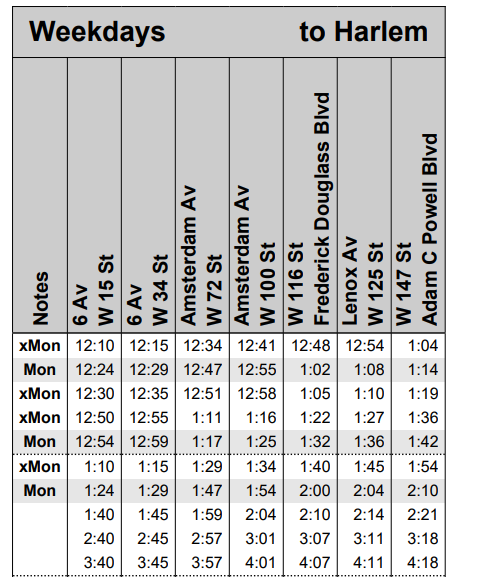 Weekdays to Harlem
Notes
6 Av
W 15 St
6 Av
W 34 St
Amsterdam Av
W 72 St
Amsterdam Av
W 100 St
W 116 St
Frederick Douglass Blvd
Lenox Av
W 125 St
W 147 St
Adam C Powell Blvd
xMon 12:10 12:15 12:34 12:41 12:48 12:54 1:04
Mon 12:24 12:29 12:47 12:55 1:02 1:08 1:14
xMon 12:30 12:35 12:51 12:58 1:05 1:10 1:19
xMon 12:50 12:55 1:11 1:16 1:22 1:27 1:36
Mon 12:54 12:59 1:17 1:25 1:32 1:36 1:42
xMon 1:10 1:15 1:29 1:34 1:40 1:45 1:54
Mon 1:24 1:29 1:47 1:54 2:00 2:04 2:10
1:40 1:45 1:59 2:04 2:10 2:14 2:21
2:40 2:45 2:57 3:01 3:07 3:11 3:18
3:40 3:45 3:57 4:01 4:07 4:11 4:18